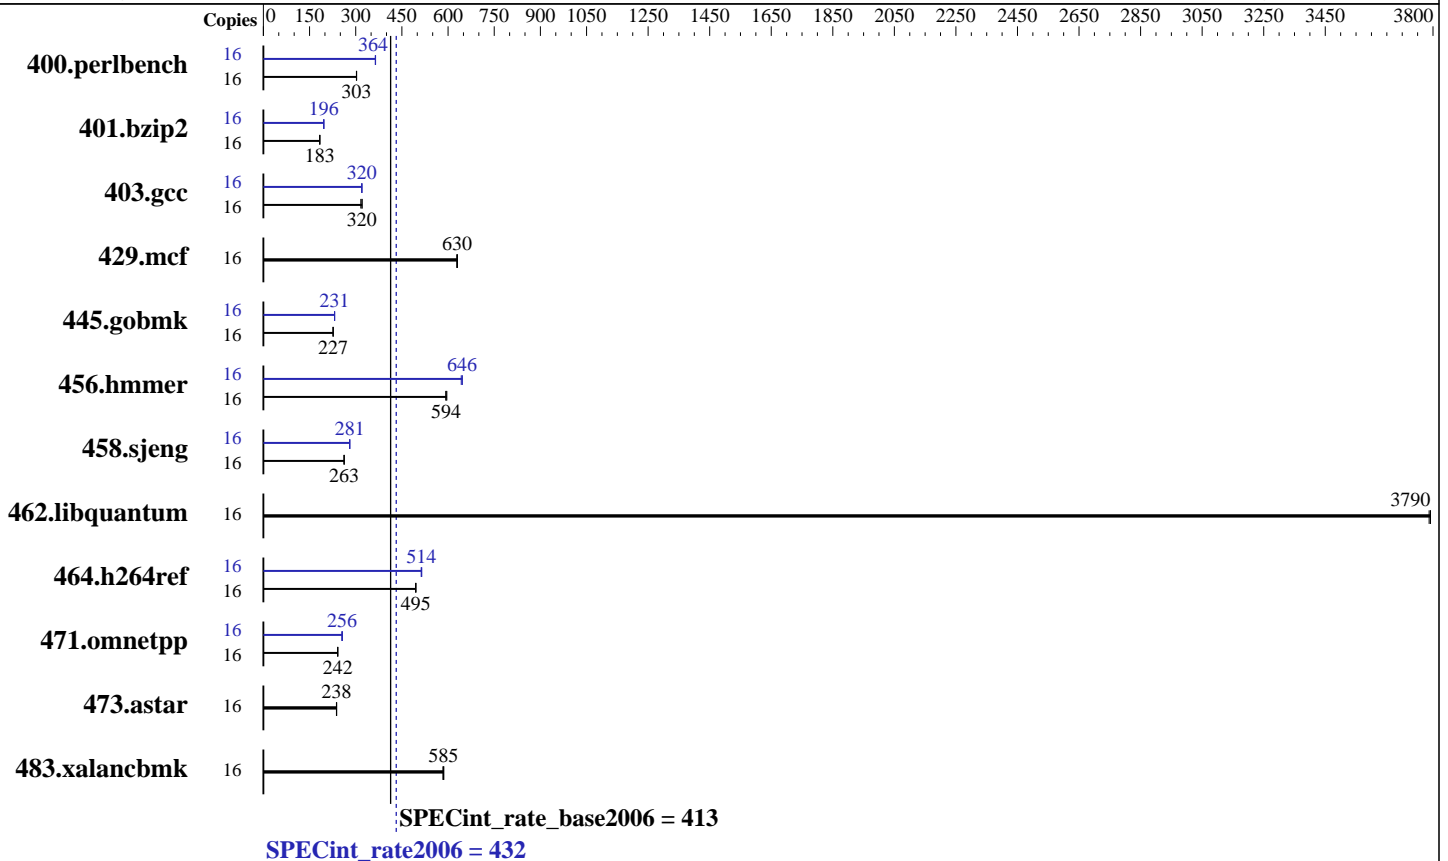 Copies 0 150 300 450 600 750 900 1050 1250 1450 1650 1850 2050 2250 2450 2650 2850 3050 3250 3450 3800
400.perlbench 16 364
16 303
401.bzip2 16 196
16 183
403.gcc 16 320
16 320
429.mcf 16 630
445.gobmk 16 231
16 227
456.hmmer 16 646
16 594
458.sjeng 16 281
16 263
462.libquantum 16 3790
464.h264ref 16 514
16 495
471.omnetpp 16 256
16 242
473.astar 16 238
483.xalancbmk 16 585
SPECint_rate_base2006 = 413
SPECint_rate2006 = 432